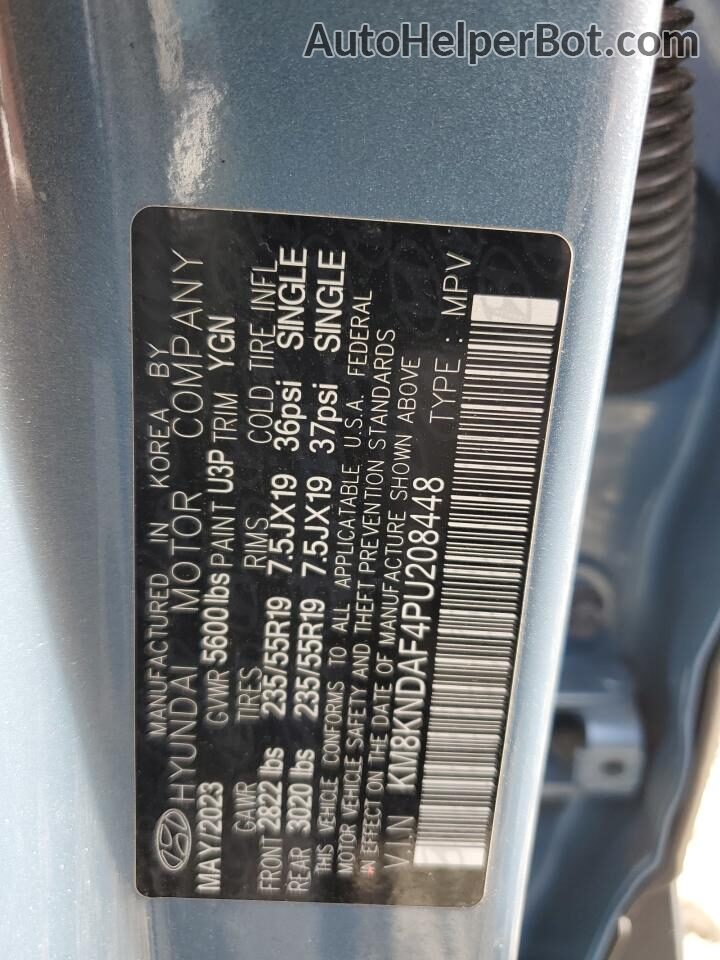 AutoHelperBot.com
MANUFACTURED IN KOREA BY
HYUNDAI MOTOR COMPANY
MAY/2023 GVWR 5600lbs PAINT U3P TRIM YGN
GAWR TIRES RIMS COLD TIRE INFL
FRONT 2822 lbs 235/55R19 7.5JX19 36psi SINGLE
REAR 3020 lbs 235/55R19 7.5JX19 37psi SINGLE
THIS VEHICLE CONFORMS TO ALL APPLICATABLE U.S.A. FEDERAL
MOTOR VEHICLE SAFETY AND THEFT PREVENTION STANDARDS
IN EFFECT ON THE DATE OF MANUFACTURE SHOWN ABOVE
V.I.N KM8KNDAF4PU208448 TYPE : MPV